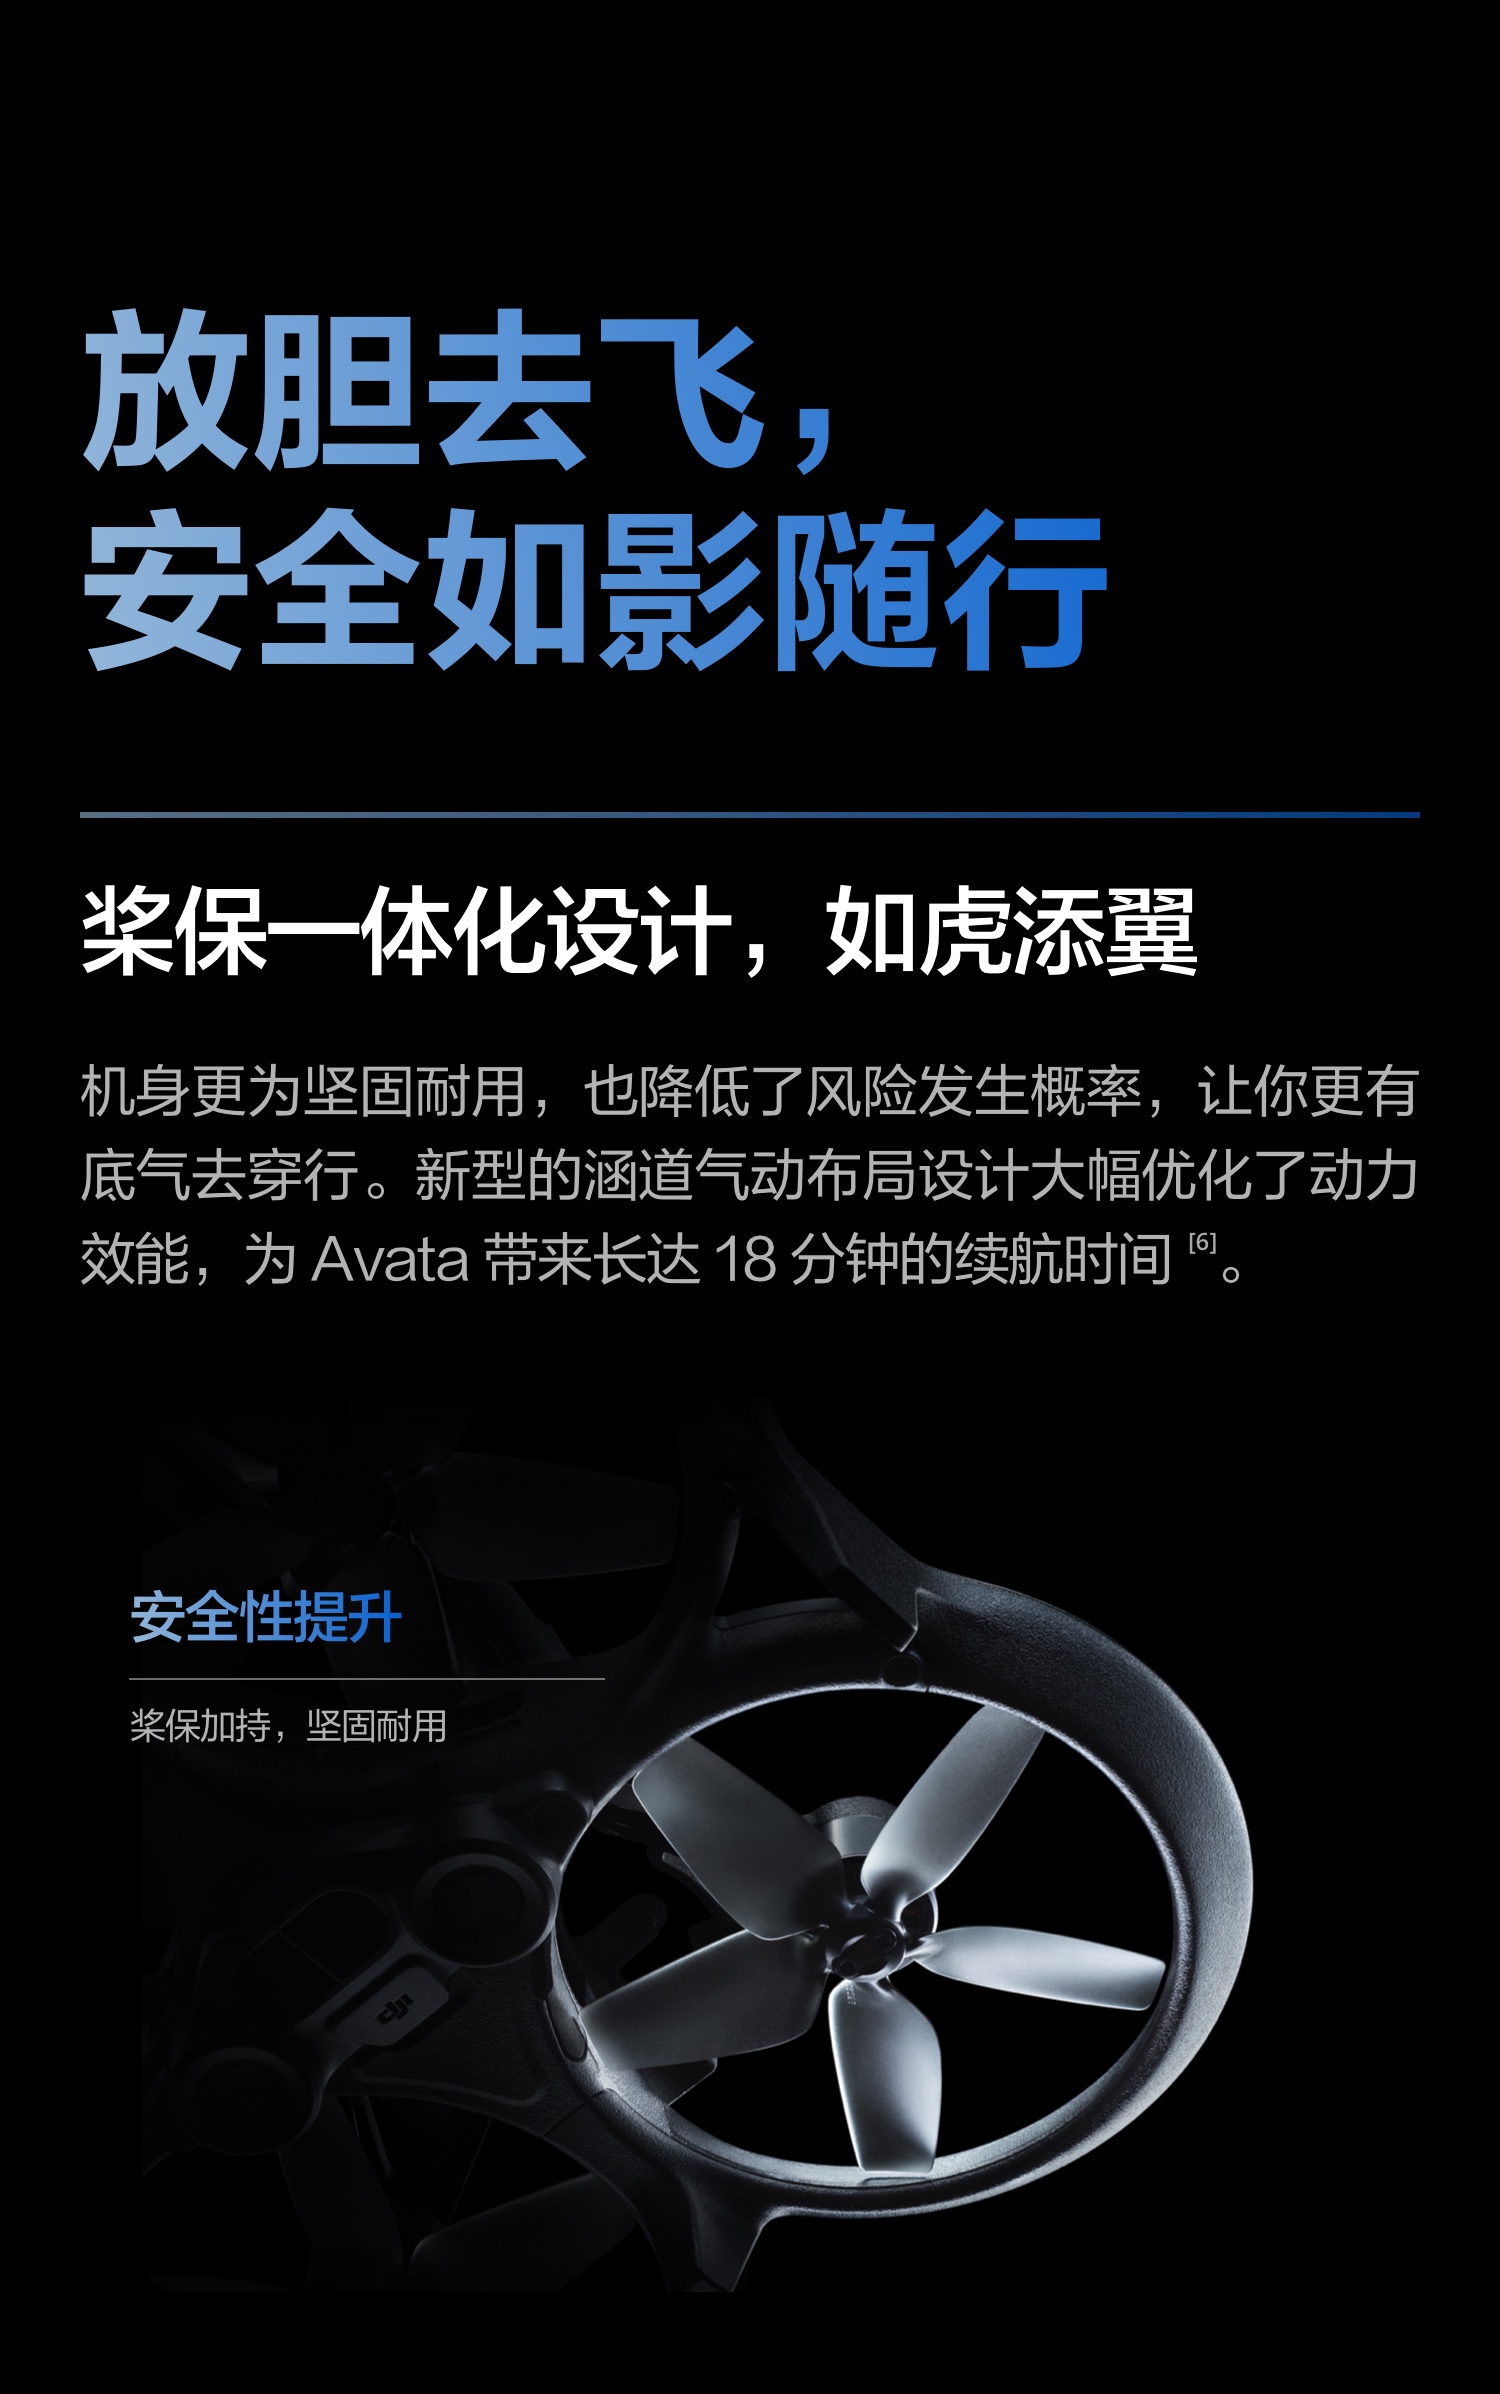 放胆去飞，
安全如影随行
桨保一体化设计，如虎添翼
机身更为坚固耐用，也降低了风险发生概率，让你更有
底气去穿行。新型的涵道气动布局设计大幅优化了动力
效能，为 Avata 带来长达 18 分钟的续航时间 [6]。
安全性提升
桨保加持，坚固耐用
dji